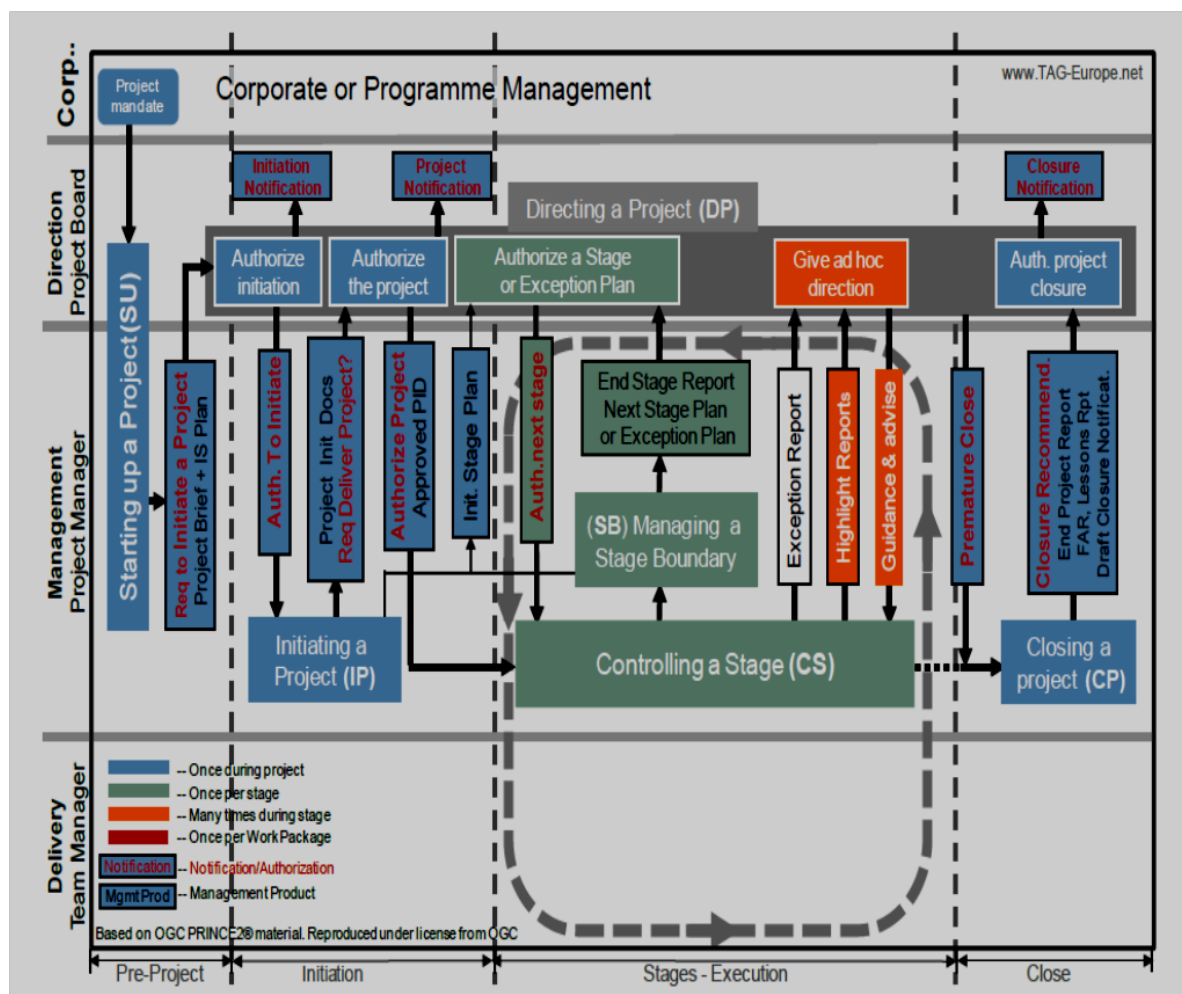 Corp..
Project
mandate
Corporate or Programme Management
www.TAG-Europe.net
Direction
Project Board
Initiation
Notification
Project
Notification
Closure
Notification
Directing a Project (DP)
Authorize
initiation
Authorize
the project
Authorize a Stage
or Exception Plan
Give ad hoc
direction
Auth. project
closure
Management
Project Manager
Starting up a Project (SU)
Req to Initiate a Project
Project Brief + IS Plan
Auth. To Initiate
Project Init Docs
Req Deliver Project?
Authorize Project
Approved PID
Init. Stage Plan
Auth.next stage
End Stage Report
Next Stage Plan
or Exception Plan
(SB) Managing a
Stage Boundary
Exception Report
Highlight Reports
Guidance & advise
Premature Close
Closure Recommend.
End Project Report
FAR, Lessons Rpt
Draft Closure Notificat.
Initiating a
Project (IP)
Controlling a Stage (CS)
Closing a
project (CP)
Delivery
Team Manager
-- Once during project
-- Once per stage
-- Many times during stage
-- Once per Work Package
Notification -- Notification/Authorization
Mgmt Prod -- Management Product
Based on OGC PRINCE2® material. Reproduced under license from OGC
Pre-Project
Initiation
Stages - Execution
Close